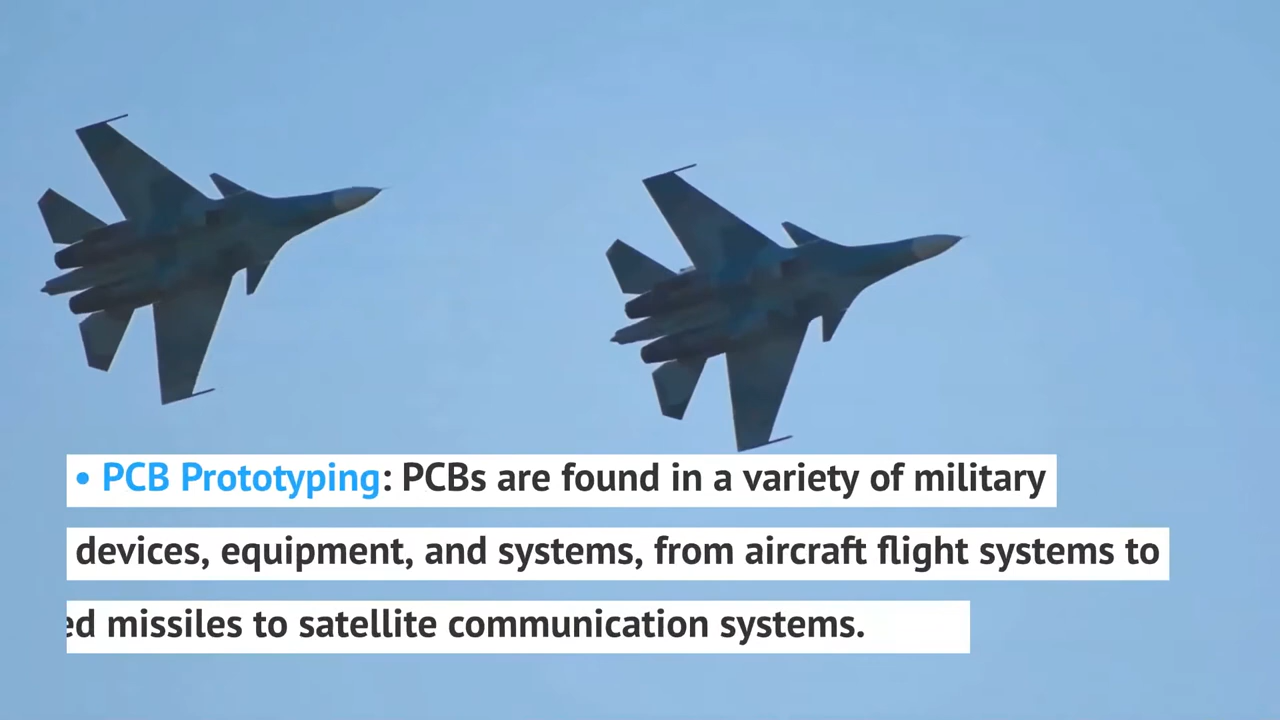 • PCB Prototyping: PCBs are found in a variety of military
devices, equipment, and systems, from aircraft flight systems to
missiles to satellite communication systems.